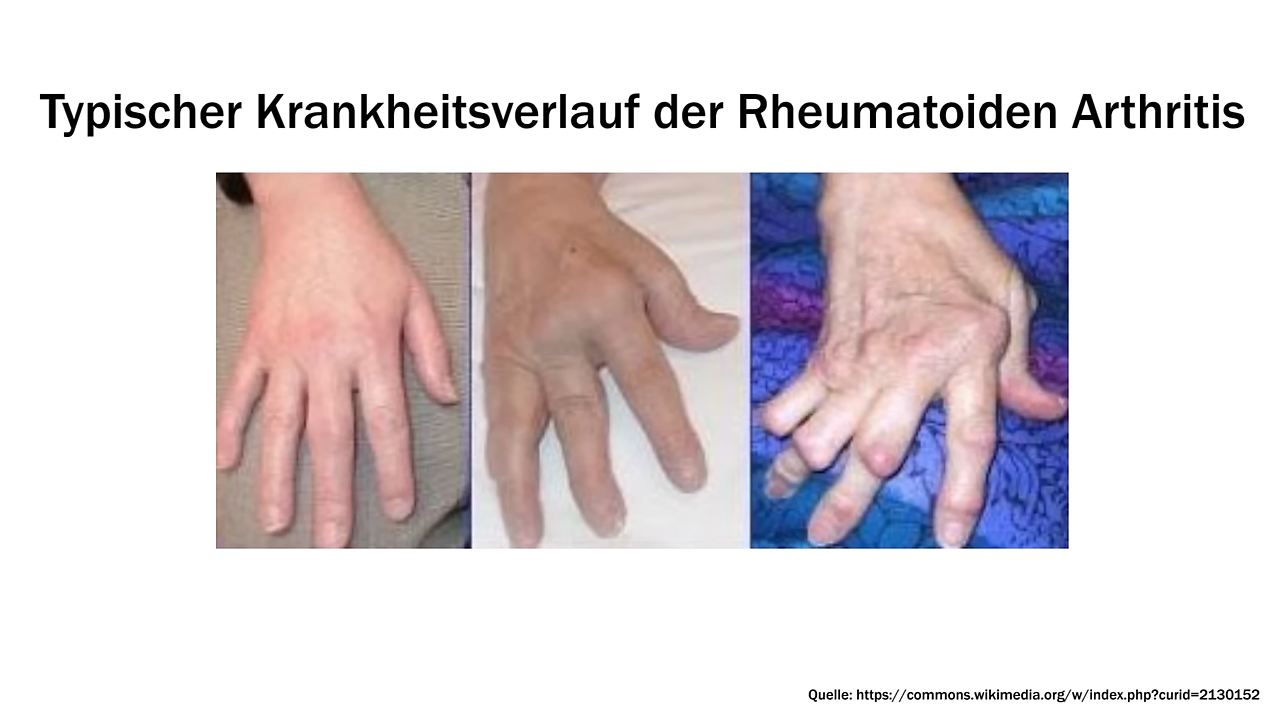 Typischer Krankheitsverlauf der Rheumatoiden Arthritis
Quelle: https://commons.wikimedia.org/w/index.php?curid=2130152